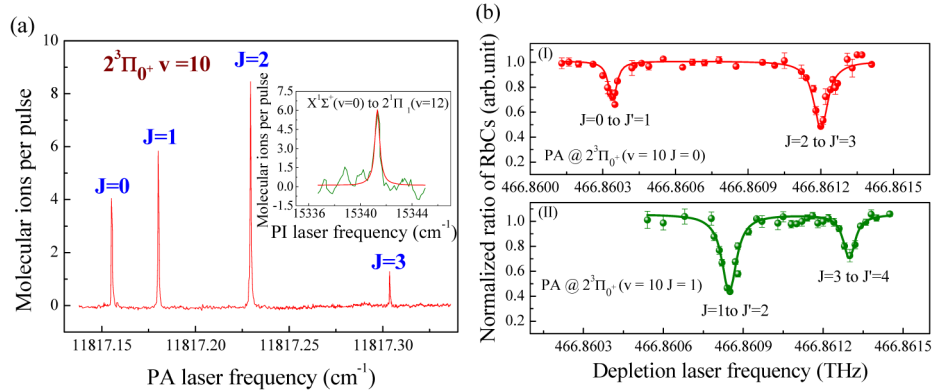 (a)
10
8
6
4
2
0
Molecular ions per pulse
2³Π₀⁺ v =10
J=0
J=1
J=2
J=3
X¹Σ⁺(v=0) to 2¹Π₁(v=12)
6.0
4.5
3.0
1.5
0.0
Molecular ions per pulse
15336 15340 15344
PI laser frequency (cm⁻¹)
11817.15 11817.20 11817.25 11817.30
PA laser frequency (cm⁻¹)
(b)
Normalized ratio of RbCs (arb.unit)
(I)
1.0
0.8
0.6
0.4
0.2
J=0 to J'=1
J=2 to J'=3
PA @ 2³Π₀⁺(v = 10 J = 0)
466.8600 466.8603 466.8606 466.8609 466.8612 466.8615
(II)
1.0
0.8
0.6
0.4
0.2
J=3 to J'=4
PA @ 2³Π₀⁺(v = 10 J = 1)
J=1to J'=2
466.8603 466.8606 466.8609 466.8612 466.8615
Depletion laser frequency (THz)